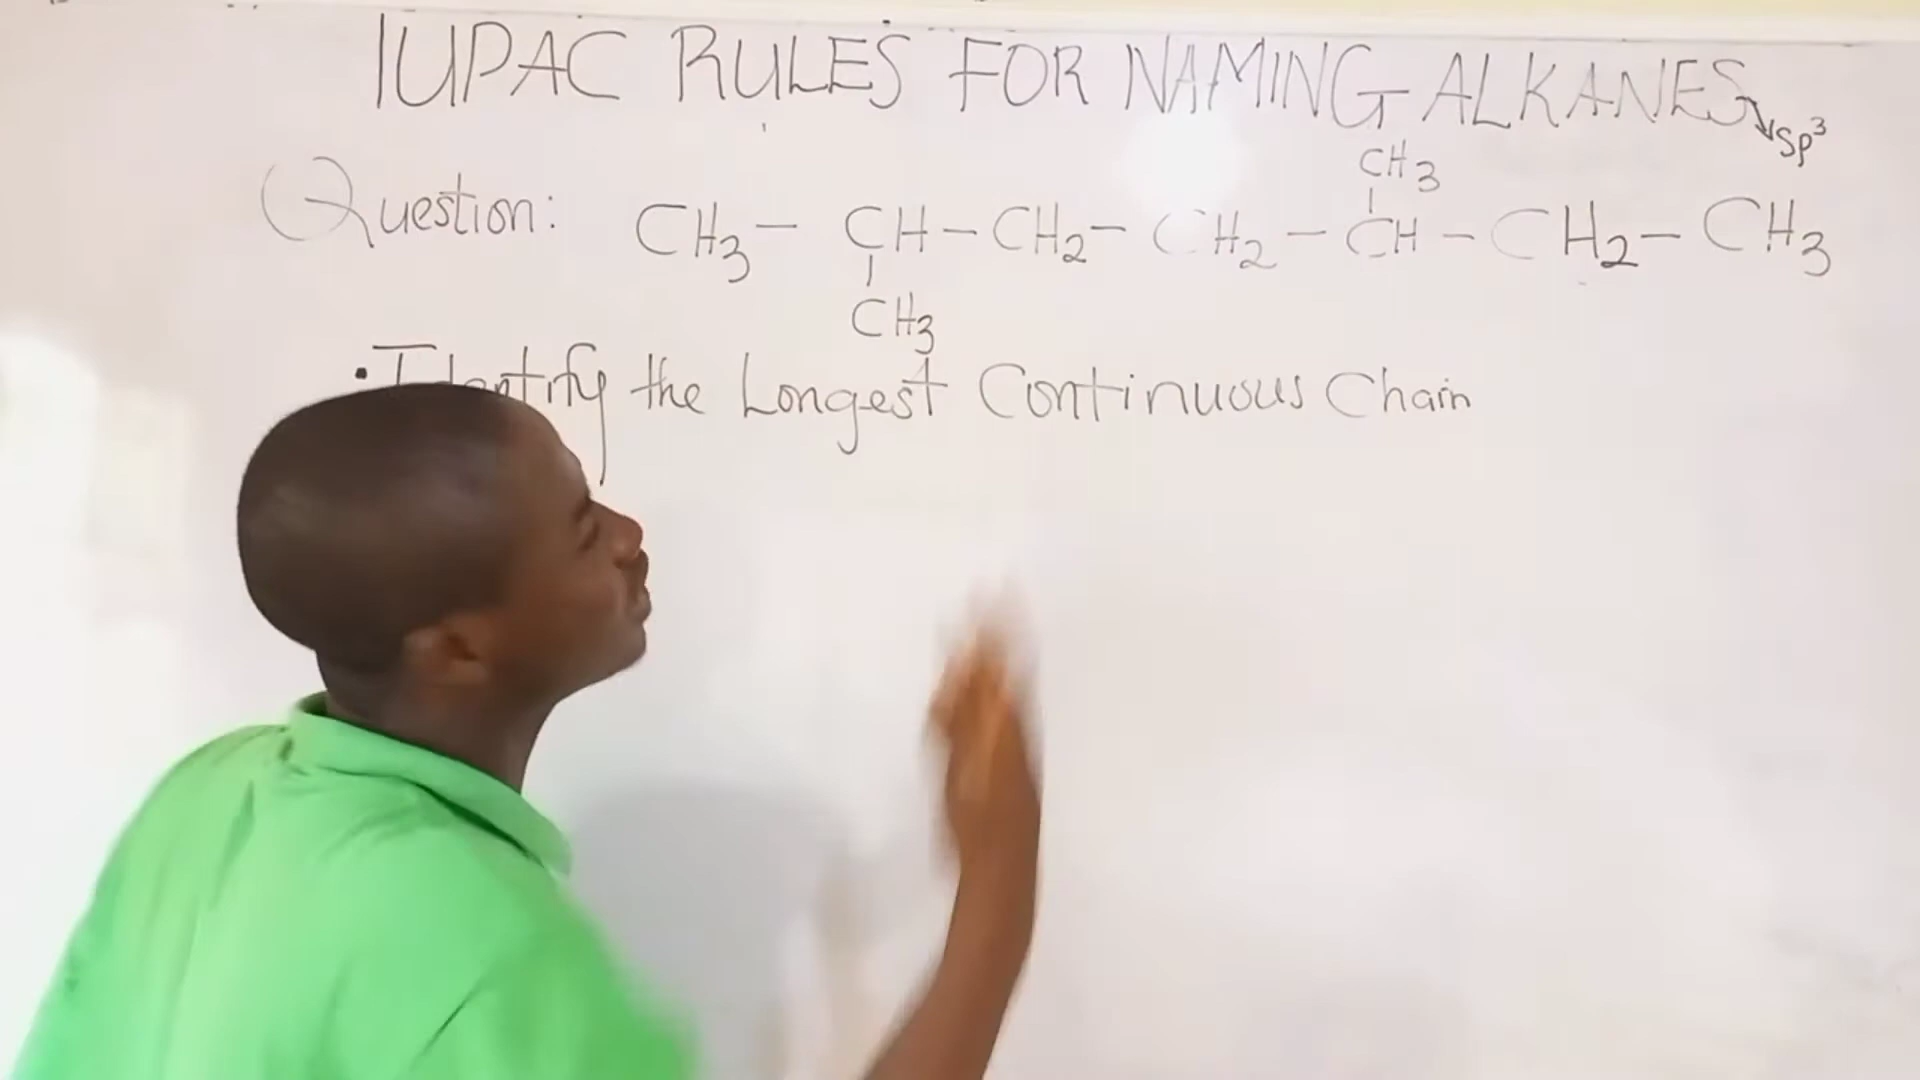 IUPAC RULES FOR NAMING ALKANES
sp³
CH₃
Question: CH₃ – CH – CH₂ – CH₂ – CH – CH₂ – CH₃
CH₃
• Identify the Longest Continuous Chain